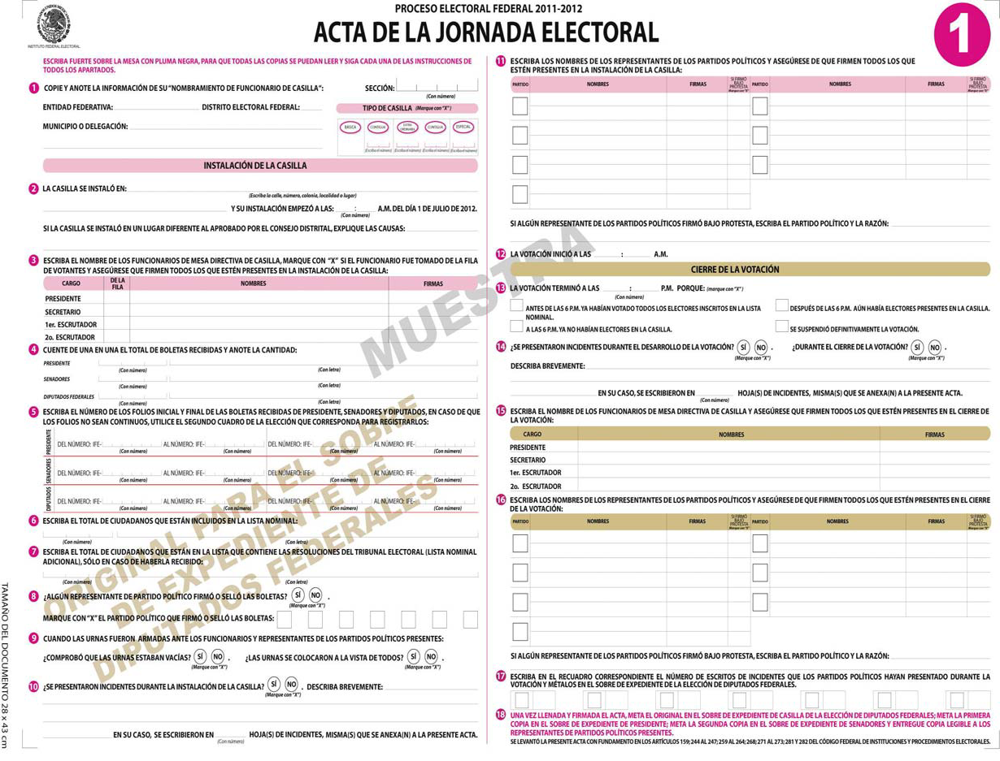 PROCESO ELECTORAL FEDERAL 2011-2012
ACTA DE LA JORNADA ELECTORAL
1
INSTITUTO FEDERAL ELECTORAL
ESCRIBA FUERTE SOBRE LA MESA CON PLUMA NEGRA, PARA QUE TODAS LAS COPIAS SE PUEDAN LEER Y SIGA CADA UNA DE LAS INSTRUCCIONES DE
TODOS LOS APARTADOS.
1 COPIE Y ANOTE LA INFORMACIÓN DE SU "NOMBRAMIENTO DE FUNCIONARIO DE CASILLA": SECCIÓN:
(Con número)
ENTIDAD FEDERATIVA: DISTRITO ELECTORAL FEDERAL: TIPO DE CASILLA (Marque con "X")
MUNICIPIO O DELEGACIÓN: BÁSICA CONTIGUA EXTRA ORDINARIA CONTIGUA ESPECIAL
(Escriba el número) (Escriba el número) (Escriba el número) (Escriba el número)
INSTALACIÓN DE LA CASILLA
2 LA CASILLA SE INSTALÓ EN:
(Escriba la calle, número, colonia, localidad o lugar)
Y SU INSTALACIÓN EMPEZÓ A LAS: : A.M. DEL DÍA 1 DE JULIO DE 2012.
(Con número)
SI LA CASILLA SE INSTALÓ EN UN LUGAR DIFERENTE AL APROBADO POR EL CONSEJO DISTRITAL, EXPLIQUE LAS CAUSAS:
3 ESCRIBA EL NOMBRE DE LOS FUNCIONARIOS DE MESA DIRECTIVA DE CASILLA, MARQUE CON "X" SI EL FUNCIONARIO FUE TOMADO DE LA FILA
DE VOTANTES Y ASEGÚRESE QUE FIRMEN TODOS LOS QUE ESTÉN PRESENTES EN LA INSTALACIÓN DE LA CASILLA:
CARGO DE LA FILA NOMBRES FIRMAS
PRESIDENTE
SECRETARIO
1er. ESCRUTADOR
2o. ESCRUTADOR
4 CUENTE DE UNA EN UNA EL TOTAL DE BOLETAS RECIBIDAS Y ANOTE LA CANTIDAD:
PRESIDENTE
(Con número) (Con letra)
SENADORES
(Con número) (Con letra)
DIPUTADOS FEDERALES
(Con número) (Con letra)
5 ESCRIBA EL NÚMERO DE LOS FOLIOS INICIAL Y FINAL DE LAS BOLETAS RECIBIDAS DE PRESIDENTE, SENADORES Y DIPUTADOS, EN CASO DE QUE
LOS FOLIOS NO SEAN CONTINUOS, UTILICE EL SEGUNDO CUADRO DE LA ELECCIÓN QUE CORRESPONDA PARA REGISTRARLOS:
PRESIDENTE DEL NÚMERO: IFE- AL NÚMERO: IFE- DEL NÚMERO: IFE- AL NÚMERO: IFE-
(Con número) (Con número) (Con número) (Con número)
SENADORES DEL NÚMERO: IFE- AL NÚMERO: IFE- DEL NÚMERO: IFE- AL NÚMERO: IFE-
(Con número) (Con número) (Con número) (Con número)
DIPUTADOS DEL NÚMERO: IFE- AL NÚMERO: IFE- DEL NÚMERO: IFE- AL NÚMERO: IFE-
(Con número) (Con número) (Con número) (Con número)
6 ESCRIBA EL TOTAL DE CIUDADANOS QUE ESTÁN INCLUIDOS EN LA LISTA NOMINAL:
(Con número) (Con letra)
7 ESCRIBA EL TOTAL DE CIUDADANOS QUE ESTÁN EN LA LISTA QUE CONTIENE LAS RESOLUCIONES DEL TRIBUNAL ELECTORAL (LISTA NOMINAL
ADICIONAL), SÓLO EN CASO DE HABERLA RECIBIDO:
(Con número) (Con letra)
8 ¿ALGÚN REPRESENTANTE DE PARTIDO POLÍTICO FIRMÓ O SELLÓ LAS BOLETAS? SÍ NO .
(Marque con "X")
MARQUE CON "X" EL PARTIDO POLÍTICO QUE FIRMÓ O SELLÓ LAS BOLETAS:
9 CUANDO LAS URNAS FUERON ARMADAS ANTE LOS FUNCIONARIOS Y REPRESENTANTES DE LOS PARTIDOS POLÍTICOS PRESENTES:
¿COMPROBÓ QUE LAS URNAS ESTABAN VACÍAS? SÍ NO . ¿LAS URNAS SE COLOCARON A LA VISTA DE TODOS? SÍ NO .
(Marque con "X") (Marque con "X")
10 ¿SE PRESENTARON INCIDENTES DURANTE LA INSTALACIÓN DE LA CASILLA? SÍ NO . DESCRIBA BREVEMENTE:
(Marque con "X")
EN SU CASO, SE ESCRIBIERON EN HOJA(S) DE INCIDENTES, MISMA(S) QUE SE ANEXA(N) A LA PRESENTE ACTA.
(Con número)
11 ESCRIBA LOS NOMBRES DE LOS REPRESENTANTES DE LOS PARTIDOS POLÍTICOS Y ASEGÚRESE DE QUE FIRMEN TODOS LOS QUE
ESTÉN PRESENTES EN LA INSTALACIÓN DE LA CASILLA:
PARTIDO NOMBRES FIRMAS SI FIRMÓ BAJO PROTESTA Marque con "X" PARTIDO NOMBRES FIRMAS SI FIRMÓ BAJO PROTESTA Marque con "X"
SI ALGÚN REPRESENTANTE DE LOS PARTIDOS POLÍTICOS FIRMÓ BAJO PROTESTA, ESCRIBA EL PARTIDO POLÍTICO Y LA RAZÓN:
12 LA VOTACIÓN INICIÓ A LAS : A.M.
CIERRE DE LA VOTACIÓN
13 LA VOTACIÓN TERMINÓ A LAS : P.M. PORQUE: (marque con "X")
(Con número)
ANTES DE LAS 6 P.M. YA HABÍAN VOTADO TODOS LOS ELECTORES INSCRITOS EN LA LISTA
NOMINAL.
DESPUÉS DE LAS 6 P.M. AÚN HABÍA ELECTORES PRESENTES EN LA CASILLA.
A LAS 6 P.M. YA NO HABÍAN ELECTORES EN LA CASILLA.
SE SUSPENDIÓ DEFINITIVAMENTE LA VOTACIÓN.
14 ¿SE PRESENTARON INCIDENTES DURANTE EL DESARROLLO DE LA VOTACIÓN? SÍ NO . ¿DURANTE EL CIERRE DE LA VOTACIÓN? SÍ NO .
(Marque con "X") (Marque con "X")
DESCRIBA BREVEMENTE:
EN SU CASO, SE ESCRIBIERON EN HOJA(S) DE INCIDENTES, MISMA(S) QUE SE ANEXA(N) A LA PRESENTE ACTA.
(Con número)
15 ESCRIBA EL NOMBRE DE LOS FUNCIONARIOS DE MESA DIRECTIVA DE CASILLA Y ASEGÚRESE QUE FIRMEN TODOS LOS QUE ESTÉN PRESENTES EN EL CIERRE DE
LA VOTACIÓN:
CARGO NOMBRES FIRMAS
PRESIDENTE
SECRETARIO
1er. ESCRUTADOR
2o. ESCRUTADOR
16 ESCRIBA LOS NOMBRES DE LOS REPRESENTANTES DE LOS PARTIDOS POLÍTICOS Y ASEGÚRESE DE QUE FIRMEN TODOS LOS QUE ESTÉN PRESENTES EN EL CIERRE
DE LA VOTACIÓN:
PARTIDO NOMBRES FIRMAS SI FIRMÓ BAJO PROTESTA Marque con "X" PARTIDO NOMBRES FIRMAS SI FIRMÓ BAJO PROTESTA Marque con "X"
SI ALGÚN REPRESENTANTE DE LOS PARTIDOS POLÍTICOS FIRMÓ BAJO PROTESTA, ESCRIBA EL PARTIDO POLÍTICO Y LA RAZÓN:
17 ESCRIBA EN EL RECUADRO CORRESPONDIENTE EL NÚMERO DE ESCRITOS DE INCIDENTES QUE LOS PARTIDOS POLÍTICOS HAYAN PRESENTADO DURANTE LA
VOTACIÓN Y MÉTALOS EN EL SOBRE DE EXPEDIENTE DE LA ELECCIÓN DE DIPUTADOS FEDERALES.
18 UNA VEZ LLENADA Y FIRMADA EL ACTA, META EL ORIGINAL EN EL SOBRE DE EXPEDIENTE DE CASILLA DE LA ELECCIÓN DE DIPUTADOS FEDERALES; META LA PRIMERA
COPIA EN EL SOBRE DE EXPEDIENTE DE PRESIDENTE; META LA SEGUNDA COPIA EN EL SOBRE DE EXPEDIENTE DE SENADORES Y ENTREGUE COPIA LEGIBLE A LOS
REPRESENTANTES DE PARTIDOS POLÍTICOS PRESENTES.
SE LEVANTÓ LA PRESENTE ACTA CON FUNDAMENTO EN LOS ARTÍCULOS 159; 244 AL 247; 259 AL 264; 268; 271 AL 273; 281 Y 282 DEL CÓDIGO FEDERAL DE INSTITUCIONES Y PROCEDIMIENTOS ELECTORALES.
MUESTRA
ORIGINAL PARA EL SOBRE
DE EXPEDIENTE DE
DIPUTADOS FEDERALES
TAMAÑO DEL DOCUMENTO 28 x 43 cm